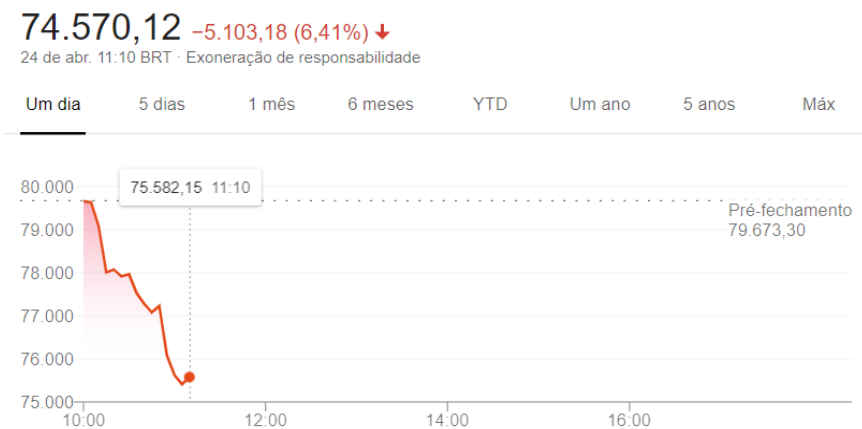 74.570,12 −5.103,18 (6,41%) ↓
24 de abr. 11:10 BRT · Exoneração de responsabilidade
Um dia 5 dias 1 mês 6 meses YTD Um ano 5 anos Máx
80.000
75.582,15 11:10
Pré-fechamento
79.673,30
79.000
78.000
77.000
76.000
75.000
10:00 12:00 14:00 16:00